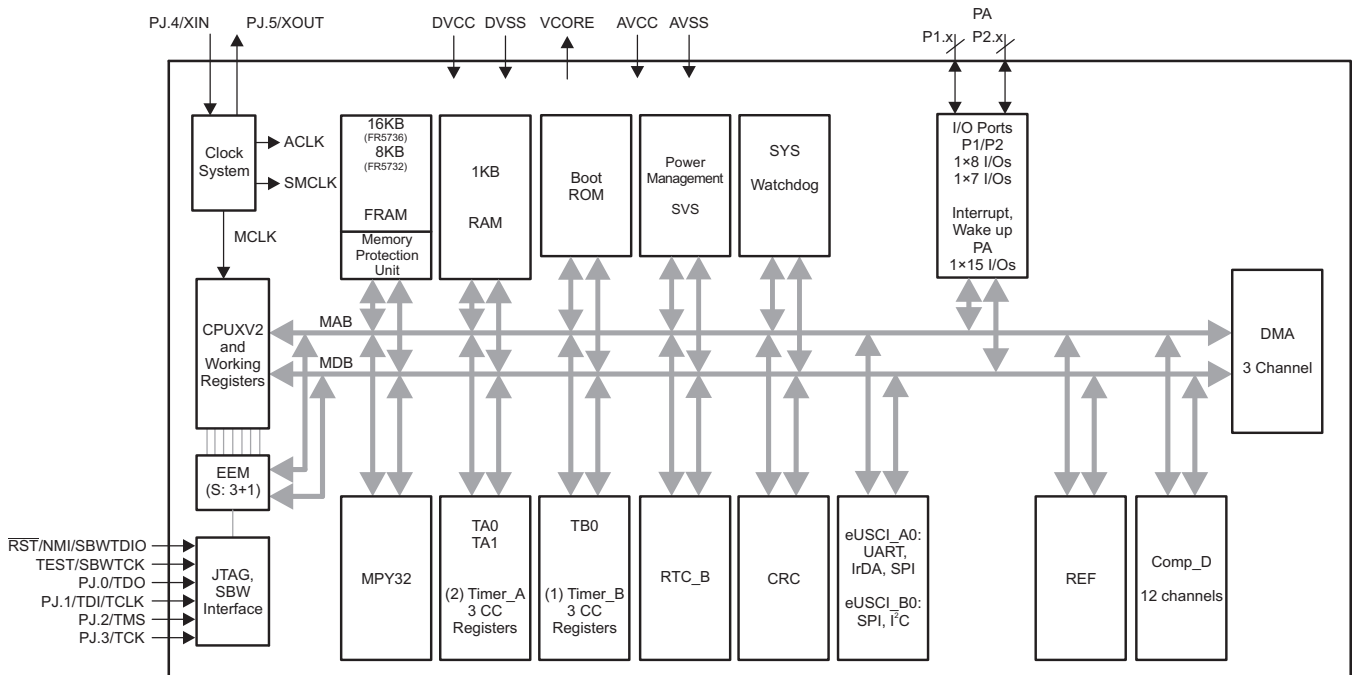 PJ.4/XIN
PJ.5/XOUT
DVCC
DVSS
VCORE
AVCC
AVSS
PA
P1.x
P2.x
Clock
System
ACLK
SMCLK
MCLK
16KB
(FR5736)
8KB
(FR5732)
FRAM
Memory
Protection
Unit
1KB
RAM
Boot
ROM
Power
Management
SVS
SYS
Watchdog
I/O Ports
P1/P2
1×8 I/Os
1×7 I/Os
Interrupt,
Wake up
PA
1×15 I/Os
CPUXV2
and
Working
Registers
MAB
MDB
DMA
3 Channel
EEM
(S: 3+1)
RST/NMI/SBWTDIO
TEST/SBWTCK
PJ.0/TDO
PJ.1/TDI/TCLK
PJ.2/TMS
PJ.3/TCK
JTAG,
SBW
Interface
MPY32
TA0
TA1
(2) Timer_A
3 CC
Registers
TB0
(1) Timer_B
3 CC
Registers
RTC_B
CRC
eUSCI_A0:
UART,
IrDA, SPI
eUSCI_B0:
SPI, I²C
REF
Comp_D
12 channels